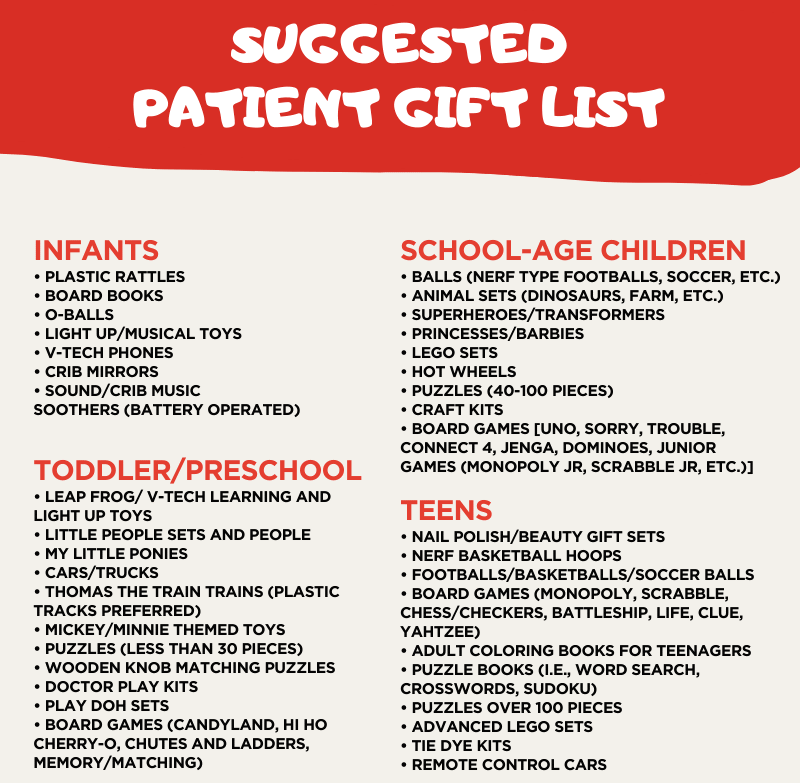 SUGGESTED
PATIENT GIFT LIST
INFANTS
• PLASTIC RATTLES
• BOARD BOOKS
• O-BALLS
• LIGHT UP/MUSICAL TOYS
• V-TECH PHONES
• CRIB MIRRORS
• SOUND/CRIB MUSIC
SOOTHERS (BATTERY OPERATED)
TODDLER/PRESCHOOL
• LEAP FROG/ V-TECH LEARNING AND
LIGHT UP TOYS
• LITTLE PEOPLE SETS AND PEOPLE
• MY LITTLE PONIES
• CARS/TRUCKS
• THOMAS THE TRAIN TRAINS (PLASTIC
TRACKS PREFERRED)
• MICKEY/MINNIE THEMED TOYS
• PUZZLES (LESS THAN 30 PIECES)
• WOODEN KNOB MATCHING PUZZLES
• DOCTOR PLAY KITS
• PLAY DOH SETS
• BOARD GAMES (CANDYLAND, HI HO
CHERRY-O, CHUTES AND LADDERS,
MEMORY/MATCHING)
SCHOOL-AGE CHILDREN
• BALLS (NERF TYPE FOOTBALLS, SOCCER, ETC.)
• ANIMAL SETS (DINOSAURS, FARM, ETC.)
• SUPERHEROES/TRANSFORMERS
• PRINCESSES/BARBIES
• LEGO SETS
• HOT WHEELS
• PUZZLES (40-100 PIECES)
• CRAFT KITS
• BOARD GAMES [UNO, SORRY, TROUBLE,
CONNECT 4, JENGA, DOMINOES, JUNIOR
GAMES (MONOPOLY JR, SCRABBLE JR, ETC.)]
TEENS
• NAIL POLISH/BEAUTY GIFT SETS
• NERF BASKETBALL HOOPS
• FOOTBALLS/BASKETBALLS/SOCCER BALLS
• BOARD GAMES (MONOPOLY, SCRABBLE,
CHESS/CHECKERS, BATTLESHIP, LIFE, CLUE,
YAHTZEE)
• ADULT COLORING BOOKS FOR TEENAGERS
• PUZZLE BOOKS (I.E., WORD SEARCH,
CROSSWORDS, SUDOKU)
• PUZZLES OVER 100 PIECES
• ADVANCED LEGO SETS
• TIE DYE KITS
• REMOTE CONTROL CARS